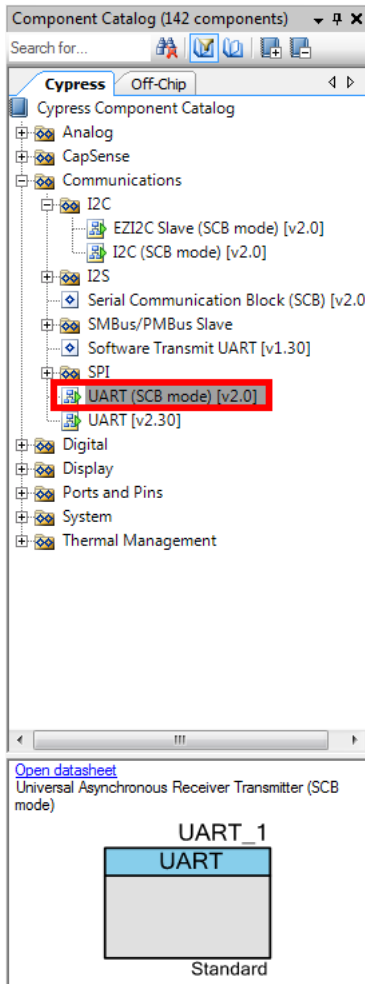 Component Catalog (142 components)
Search for...
Cypress
Off-Chip
Cypress Component Catalog
Analog
CapSense
Communications
I2C
EZI2C Slave (SCB mode) [v2.0]
I2C (SCB mode) [v2.0]
I2S
Serial Communication Block (SCB) [v2.0
SMBus/PMBus Slave
Software Transmit UART [v1.30]
SPI
UART (SCB mode) [v2.0]
UART [v2.30]
Digital
Display
Ports and Pins
System
Thermal Management
Open datasheet
Universal Asynchronous Receiver Transmitter (SCB
mode)
UART_1
UART
Standard